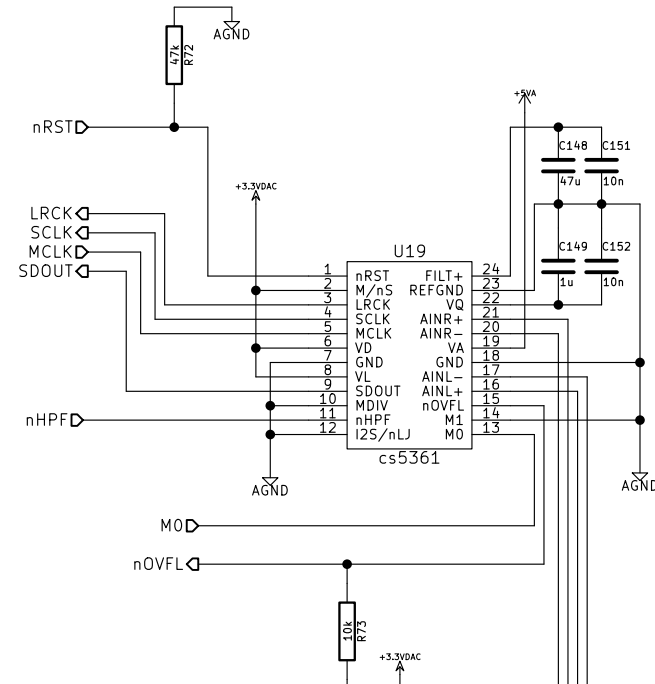 AGND
47k
R72
+5VA
nRST
C148
C151
47u
10n
+3.3VDAC
LRCK
SCLK
MCLK
SDOUT
U19
C149
C152
1u
10n
1 nRST FILT+ 24
2 M/nS REFGND 23
3 LRCK VQ 22
4 SCLK AINR+ 21
5 MCLK AINR- 20
6 VD VA 19
7 GND GND 18
8 VL AINL- 17
9 SDOUT AINL+ 16
10 MDIV nOVFL 15
11 nHPF M1 14
12 I2S/nLJ M0 13
nHPF
cs5361
AGND
AGND
M0
nOVFL
10k
R73
+3.3VDAC